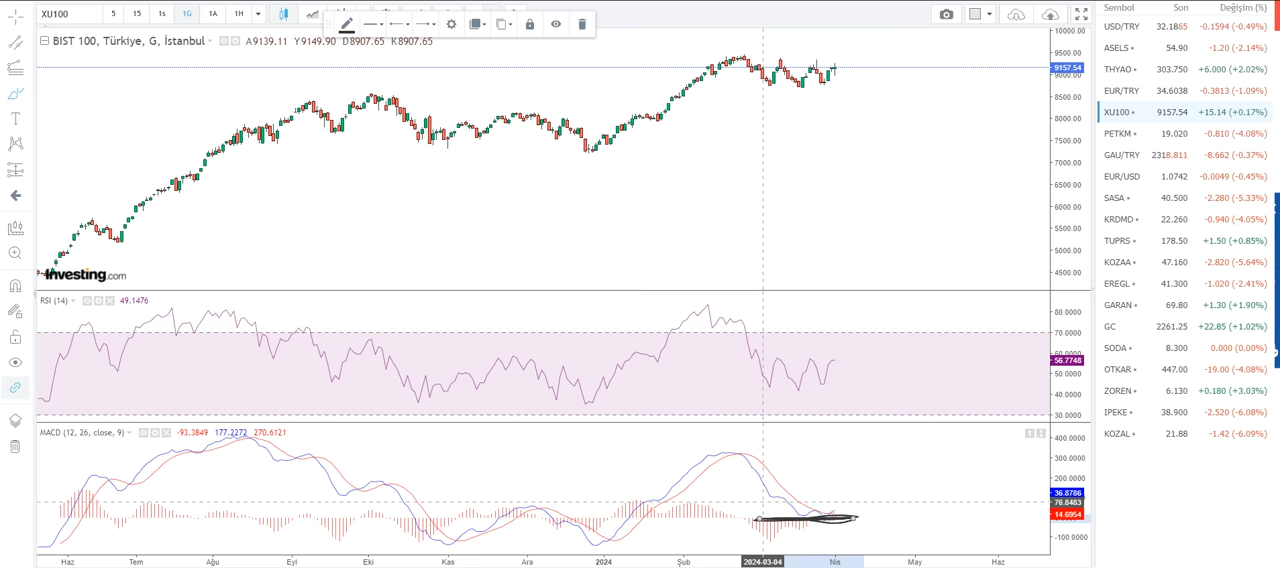 XU100
5
15
1s
1G
1A
1H
BIST 100, Türkiye, G, İstanbul
A9139.11 Y9149.90 D8907.65 K8907.65
10000.00
9500.00
9157.54
9000.00
8500.00
8000.00
7500.00
7000.00
6500.00
6000.00
5500.00
5000.00
4500.00
Investing.com
RSI (14)
49.1476
80.0000
70.0000
60.0000
56.7748
50.0000
40.0000
30.0000
MACD (12, 26, close, 9)
-93.3849 177.2272 270.6121
400.0000
300.0000
200.0000
36.8786
76.8483
14.6954
-100.0000
Haz Tem Ağu Eyl Eki Kas Ara 2024 Şub 2024-03-04 Nis May Haz
Sembol Son Değişim (%)
USD/TRY 32.1865 -0.1594 (-0.49%)
ASELS 54.90 -1.20 (-2.14%)
THYAO 303.750 +6.000 (+2.02%)
EUR/TRY 34.6038 -0.3831 (-1.09%)
XU100 9157.54 +15.14 (+0.17%)
PETKM 19.020 -0.810 (-4.08%)
GAU/TRY 2318.811 -8.662 (-0.37%)
EUR/USD 1.0742 -0.0049 (-0.45%)
SASA 40.500 -2.280 (-5.33%)
KRDMD 22.260 -0.940 (-4.05%)
TUPRS 178.50 +1.50 (+0.85%)
KOZAA 47.160 -2.820 (-5.64%)
EREGL 41.300 -1.020 (-2.41%)
GARAN 69.80 +1.30 (+1.90%)
GC 2261.25 +22.85 (+1.02%)
SODA 8.300 0.000 (0.00%)
OTKAR 447.00 -19.00 (-4.08%)
ZOREN 6.130 +0.180 (+3.03%)
IPEKE 38.900 -2.520 (-6.08%)
KOZAL 21.88 -1.42 (-6.09%)